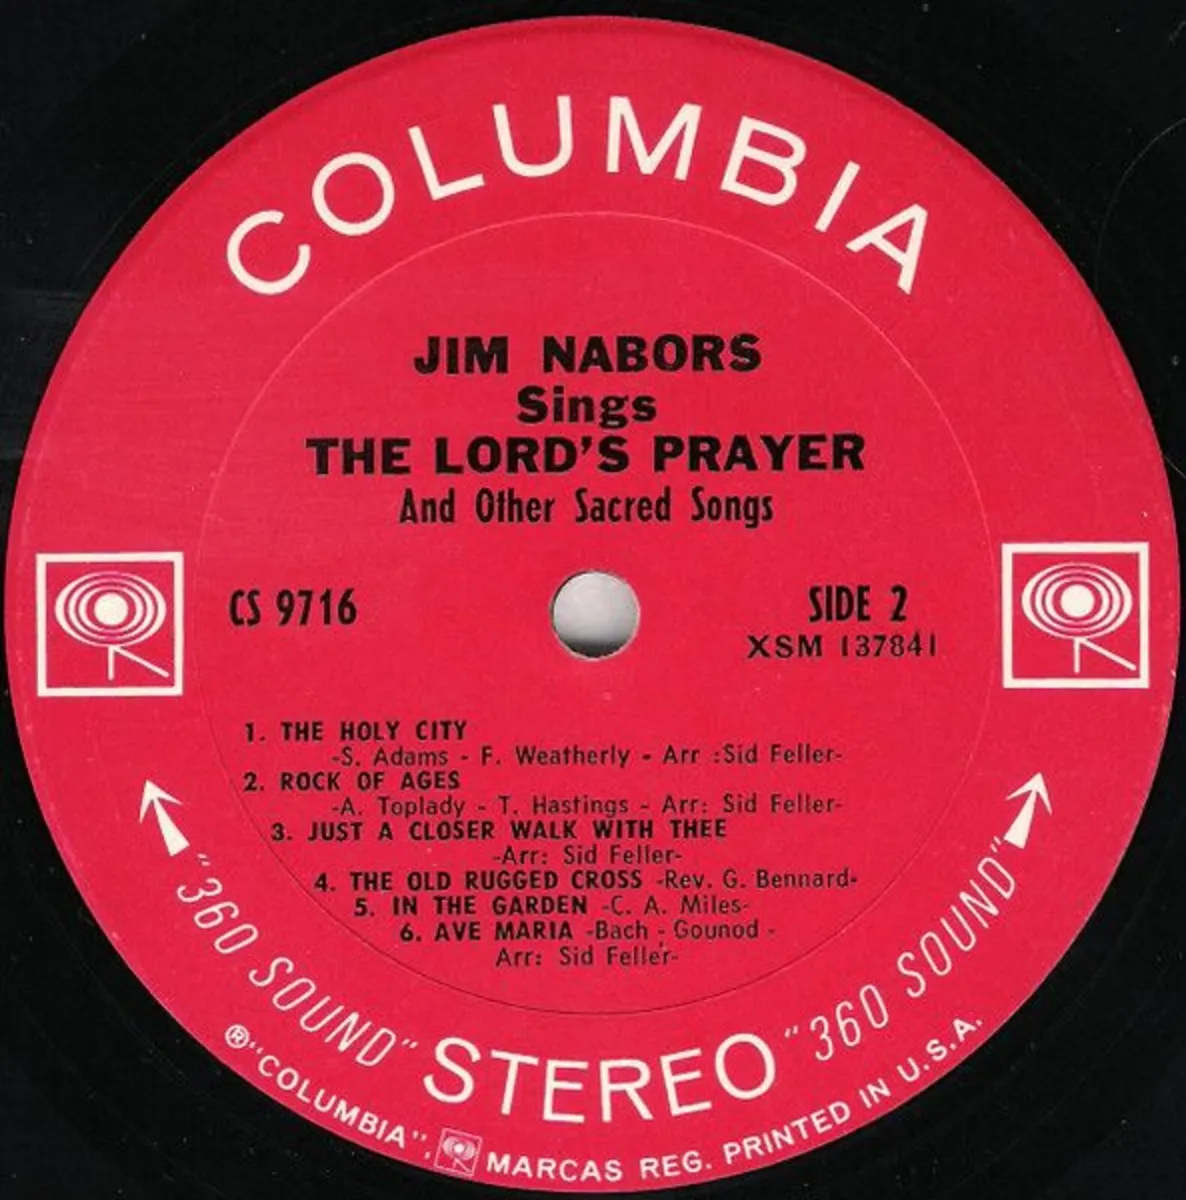 COLUMBIA
JIM NABORS
Sings
THE LORD'S PRAYER
And Other Sacred Songs
CS 9716
SIDE 2
XSM 137841
1. THE HOLY CITY
-S. Adams - F. Weatherly - Arr :Sid Feller-
2. ROCK OF AGES
-A. Toplady - T. Hastings - Arr: Sid Feller-
3. JUST A CLOSER WALK WITH THEE
-Arr: Sid Feller-
4. THE OLD RUGGED CROSS -Rev. G. Bennard-
5. IN THE GARDEN -C. A. Miles-
6. AVE MARIA -Bach - Gounod -
Arr: Sid Feller-
"360 SOUND" STEREO "360 SOUND"
® "COLUMBIA", MARCAS REG. PRINTED IN U.S.A.